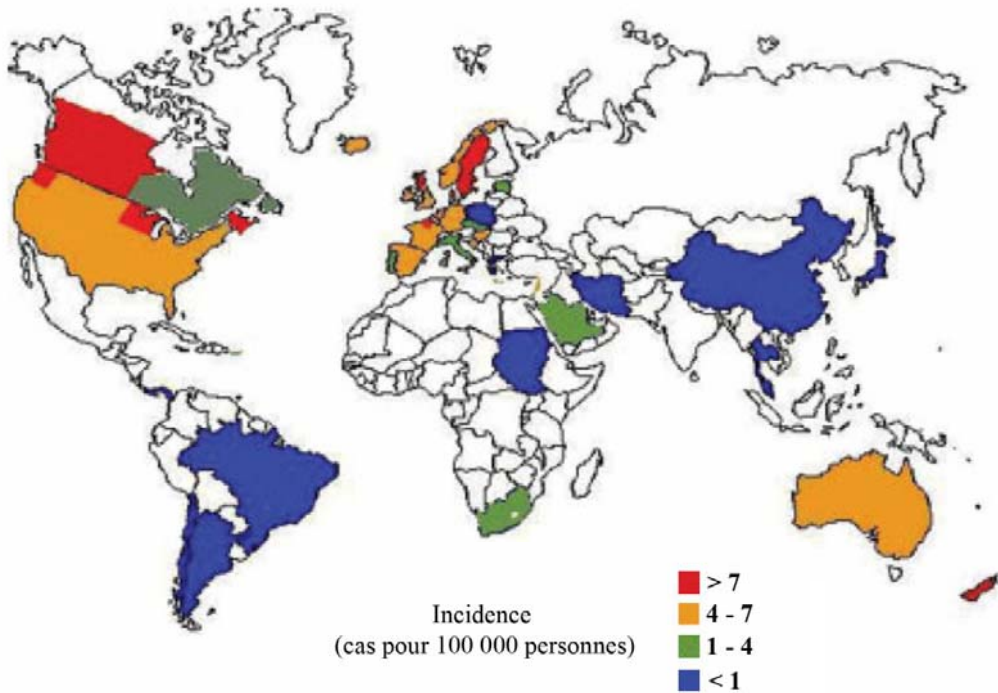 Incidence
(cas pour 100 000 personnes)
> 7
4 - 7
1 - 4
< 1